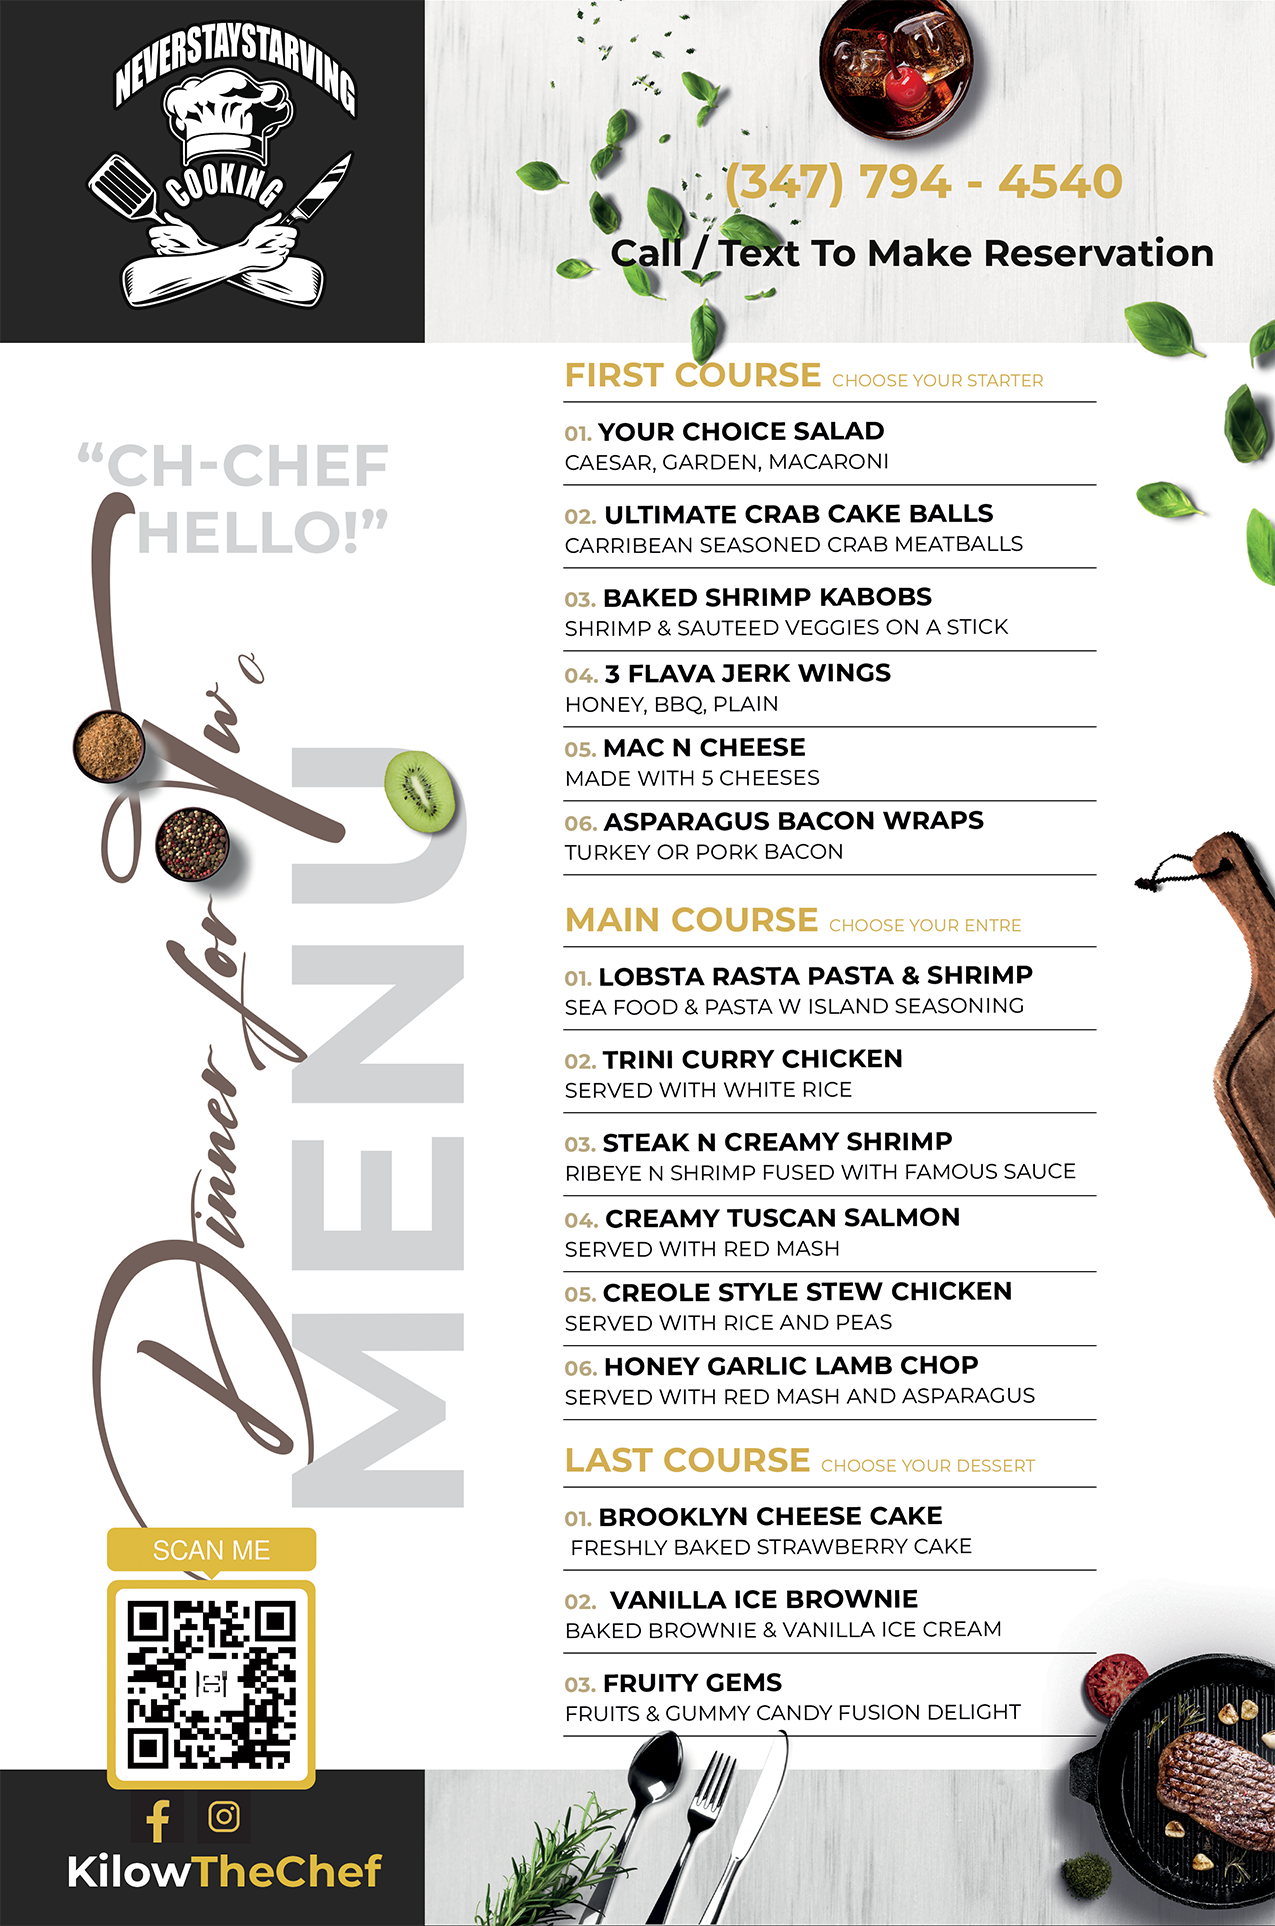 NEVERSTAYSTARVING
COOKING
(347) 794 - 4540
Call / Text To Make Reservation
"CH-CHEF
HELLO!"
Dinner for Two
MENU
FIRST COURSE CHOOSE YOUR STARTER
01. YOUR CHOICE SALAD
CAESAR, GARDEN, MACARONI
02. ULTIMATE CRAB CAKE BALLS
CARRIBEAN SEASONED CRAB MEATBALLS
03. BAKED SHRIMP KABOBS
SHRIMP & SAUTEED VEGGIES ON A STICK
04. 3 FLAVA JERK WINGS
HONEY, BBQ, PLAIN
05. MAC N CHEESE
MADE WITH 5 CHEESES
06. ASPARAGUS BACON WRAPS
TURKEY OR PORK BACON
MAIN COURSE CHOOSE YOUR ENTRE
01. LOBSTA RASTA PASTA & SHRIMP
SEA FOOD & PASTA W ISLAND SEASONING
02. TRINI CURRY CHICKEN
SERVED WITH WHITE RICE
03. STEAK N CREAMY SHRIMP
RIBEYE N SHRIMP FUSED WITH FAMOUS SAUCE
04. CREAMY TUSCAN SALMON
SERVED WITH RED MASH
05. CREOLE STYLE STEW CHICKEN
SERVED WITH RICE AND PEAS
06. HONEY GARLIC LAMB CHOP
SERVED WITH RED MASH AND ASPARAGUS
LAST COURSE CHOOSE YOUR DESSERT
01. BROOKLYN CHEESE CAKE
FRESHLY BAKED STRAWBERRY CAKE
02. VANILLA ICE BROWNIE
BAKED BROWNIE & VANILLA ICE CREAM
03. FRUITY GEMS
FRUITS & GUMMY CANDY FUSION DELIGHT
SCAN ME
KilowTheChef